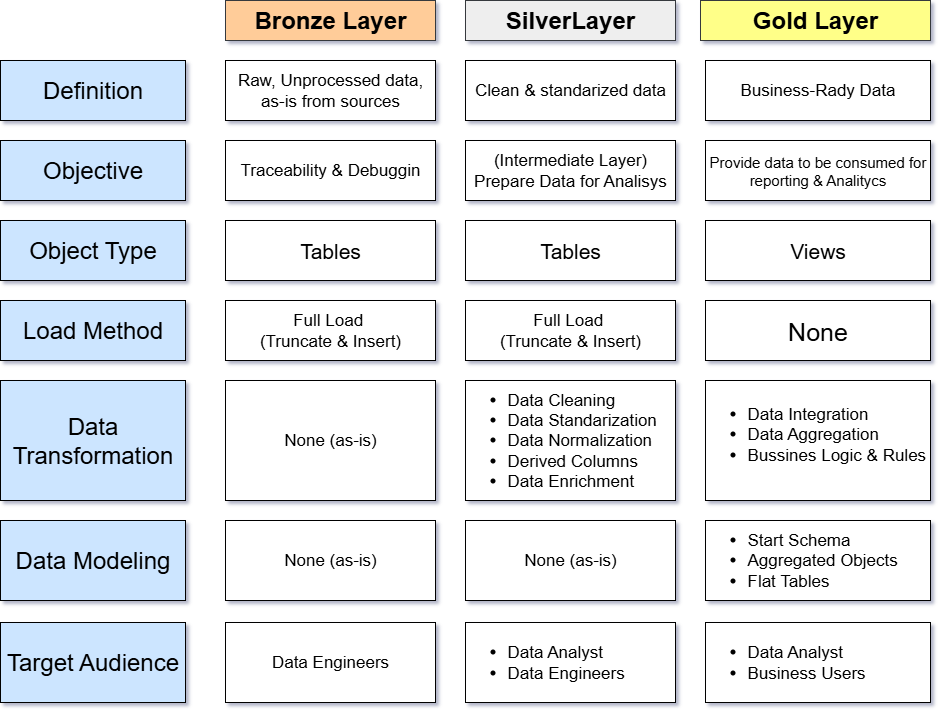 Bronze Layer
SilverLayer
Gold Layer
Definition
Raw, Unprocessed data,
as-is from sources
Clean & standarized data
Business-Rady Data
Objective
Traceability & Debuggin
(Intermediate Layer)
Prepare Data for Analisys
Provide data to be consumed for
reporting & Analitycs
Object Type
Tables
Tables
Views
Load Method
Full Load
(Truncate & Insert)
Full Load
(Truncate & Insert)
None
Data
Transformation
None (as-is)
• Data Cleaning
• Data Standarization
• Data Normalization
• Derived Columns
• Data Enrichment
• Data Integration
• Data Aggregation
• Bussines Logic & Rules
Data Modeling
None (as-is)
None (as-is)
• Start Schema
• Aggregated Objects
• Flat Tables
Target Audience
Data Engineers
• Data Analyst
• Data Engineers
• Data Analyst
• Business Users